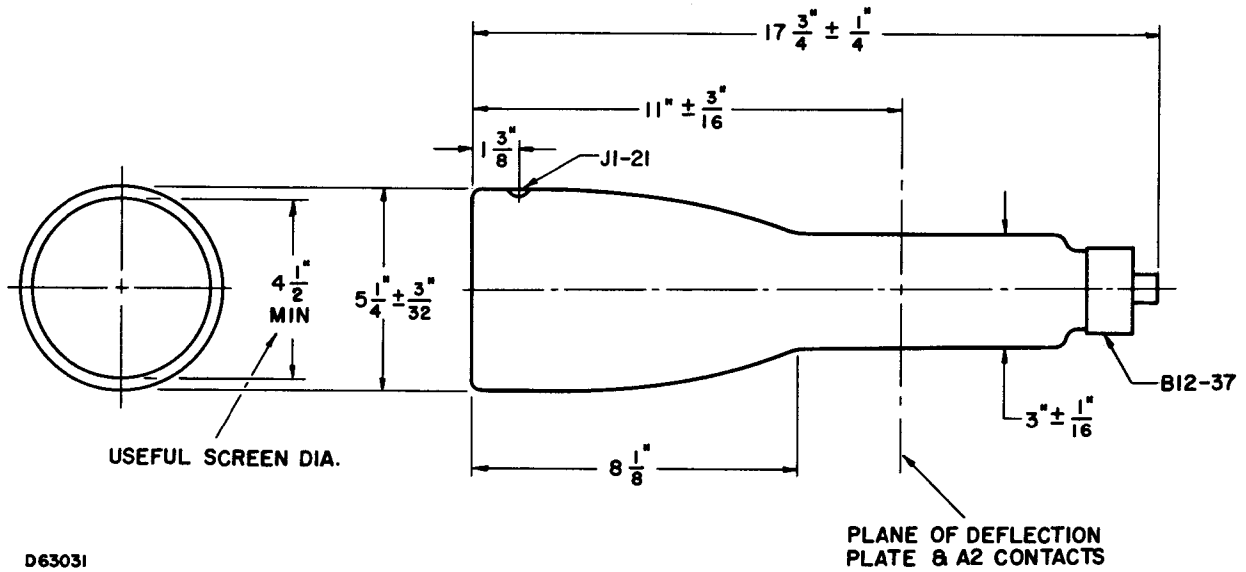 17 3/4" ± 1/4"
11" ± 3/16"
1 3/8"
J1-21
4 1/2"
MIN
5 1/4" ± 3/32"
B12-37
3" ± 1/16"
USEFUL SCREEN DIA.
8 1/8"
PLANE OF DEFLECTION
PLATE & A2 CONTACTS
D63031